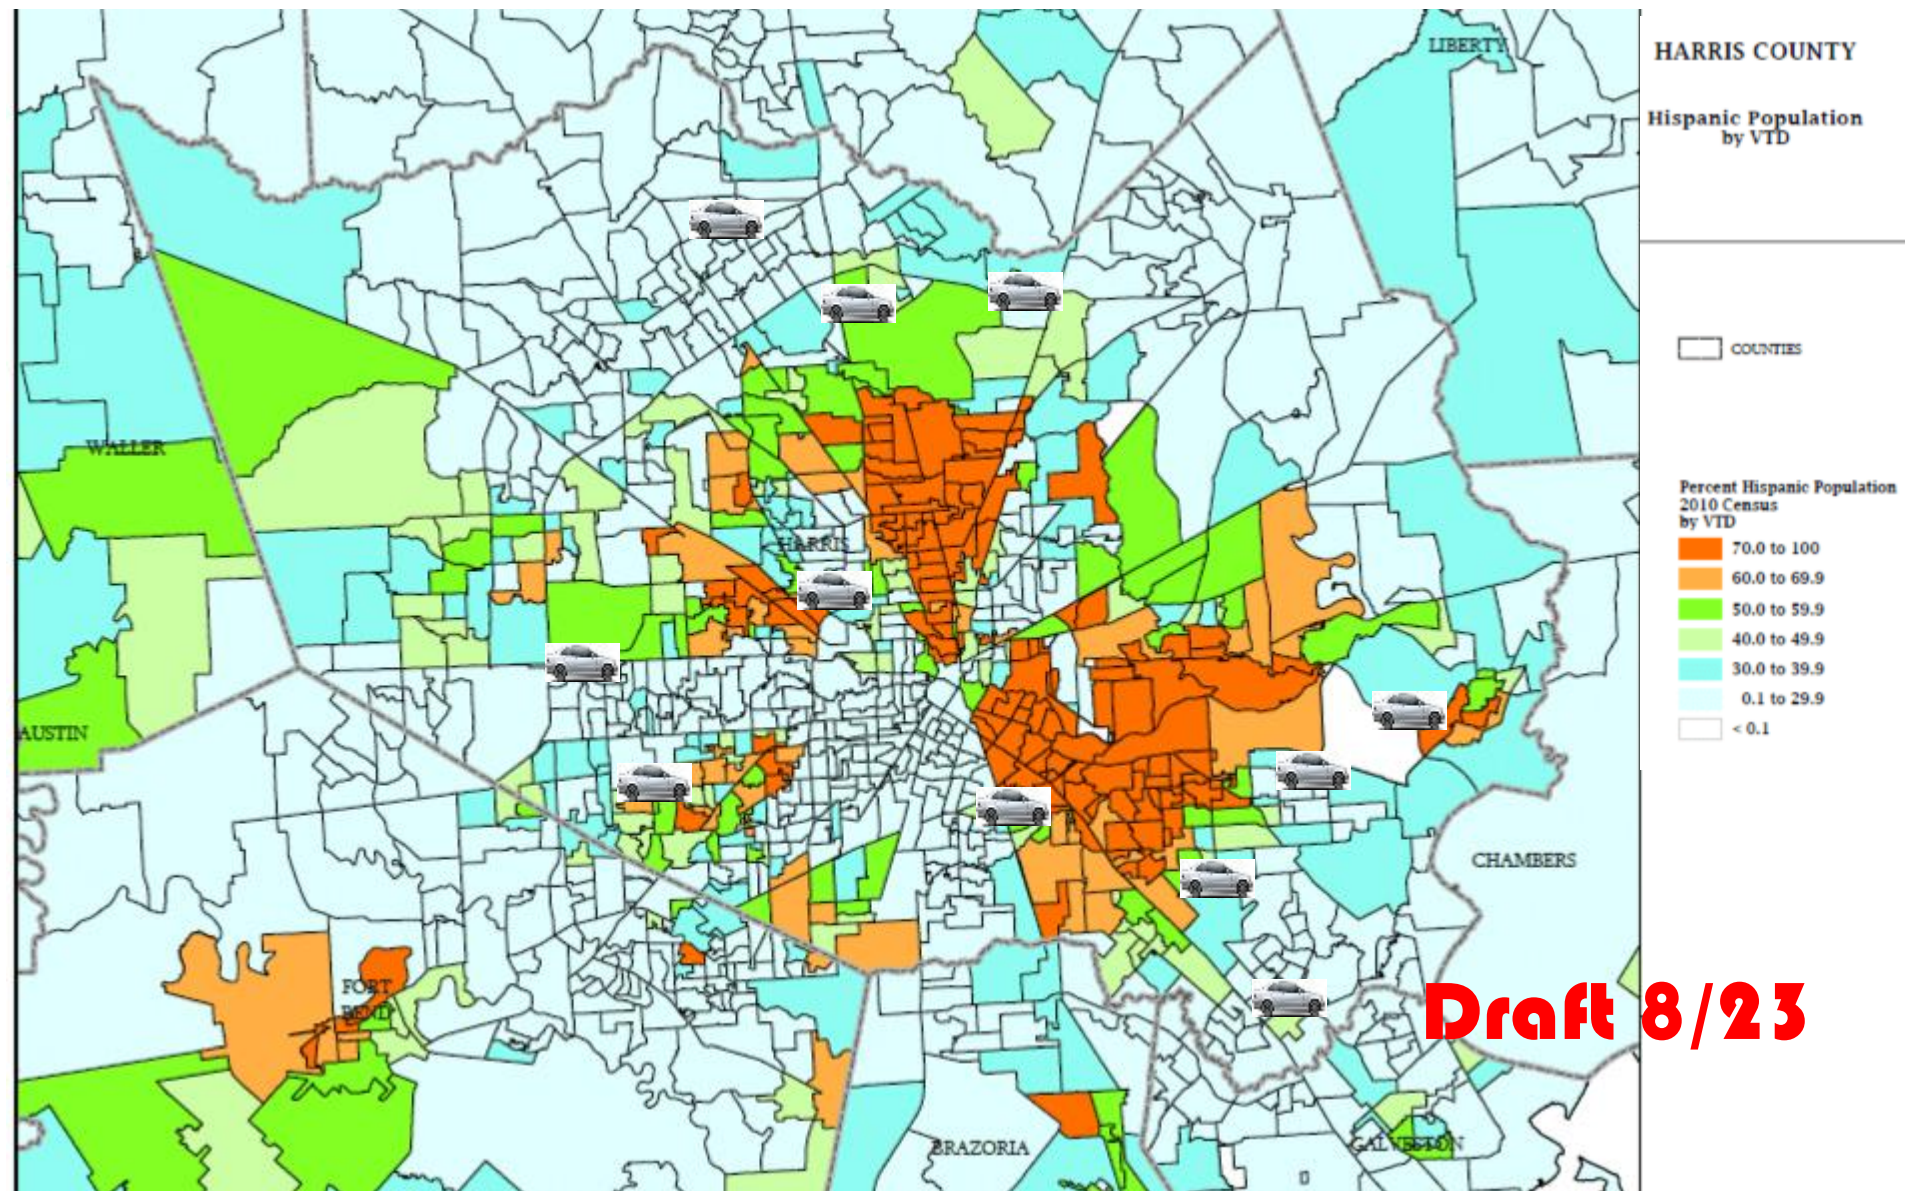 HARRIS COUNTY
Hispanic Population
by VTD
COUNTIES
Percent Hispanic Population
2010 Census
by VTD
70.0 to 100
60.0 to 69.9
50.0 to 59.9
40.0 to 49.9
30.0 to 39.9
0.1 to 29.9
< 0.1
LIBERTY
WALLER
HARRIS
AUSTIN
CHAMBERS
FORT
BEND
BRAZORIA
GALVESTON
Draft 8/23